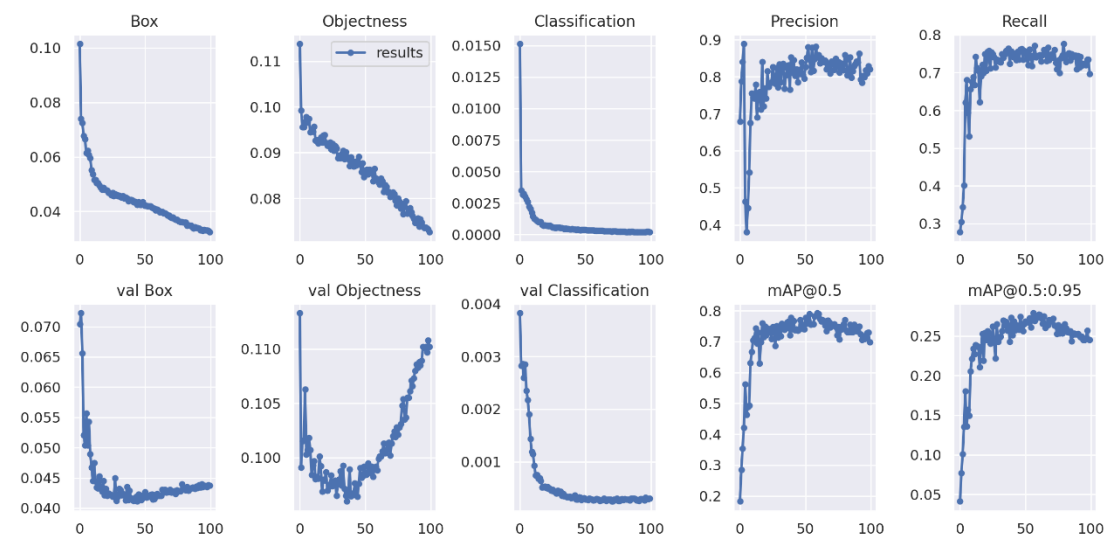 Box
0.10
0.08
0.06
0.04
0 50 100
Objectness
results
0.11
0.10
0.09
0.08
0 50 100
Classification
0.0150
0.0125
0.0100
0.0075
0.0050
0.0025
0.0000
0 50 100
Precision
0.9
0.8
0.7
0.6
0.5
0.4
0 50 100
Recall
0.8
0.7
0.6
0.5
0.4
0.3
0 50 100
val Box
0.070
0.065
0.060
0.055
0.050
0.045
0.040
0 50 100
val Objectness
0.110
0.105
0.100
0 50 100
val Classification
0.004
0.003
0.002
0.001
0 50 100
mAP@0.5
0.8
0.7
0.6
0.5
0.4
0.3
0.2
0 50 100
mAP@0.5:0.95
0.25
0.20
0.15
0.10
0.05
0 50 100